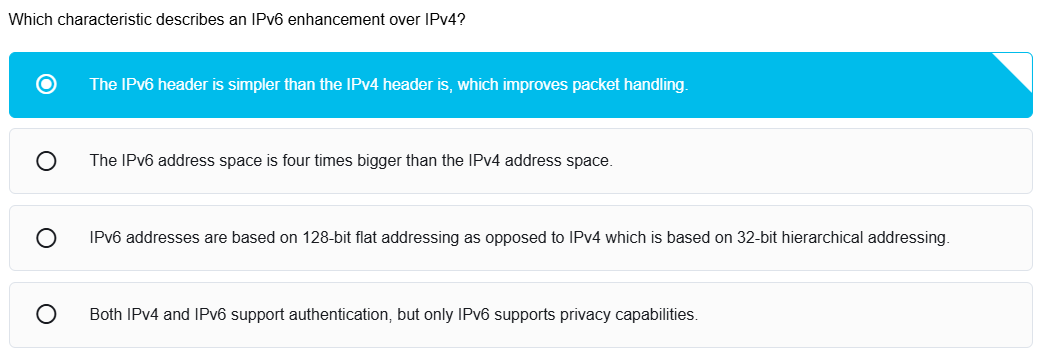 Which characteristic describes an IPv6 enhancement over IPv4?
The IPv6 header is simpler than the IPv4 header is, which improves packet handling.
The IPv6 address space is four times bigger than the IPv4 address space.
IPv6 addresses are based on 128-bit flat addressing as opposed to IPv4 which is based on 32-bit hierarchical addressing.
Both IPv4 and IPv6 support authentication, but only IPv6 supports privacy capabilities.